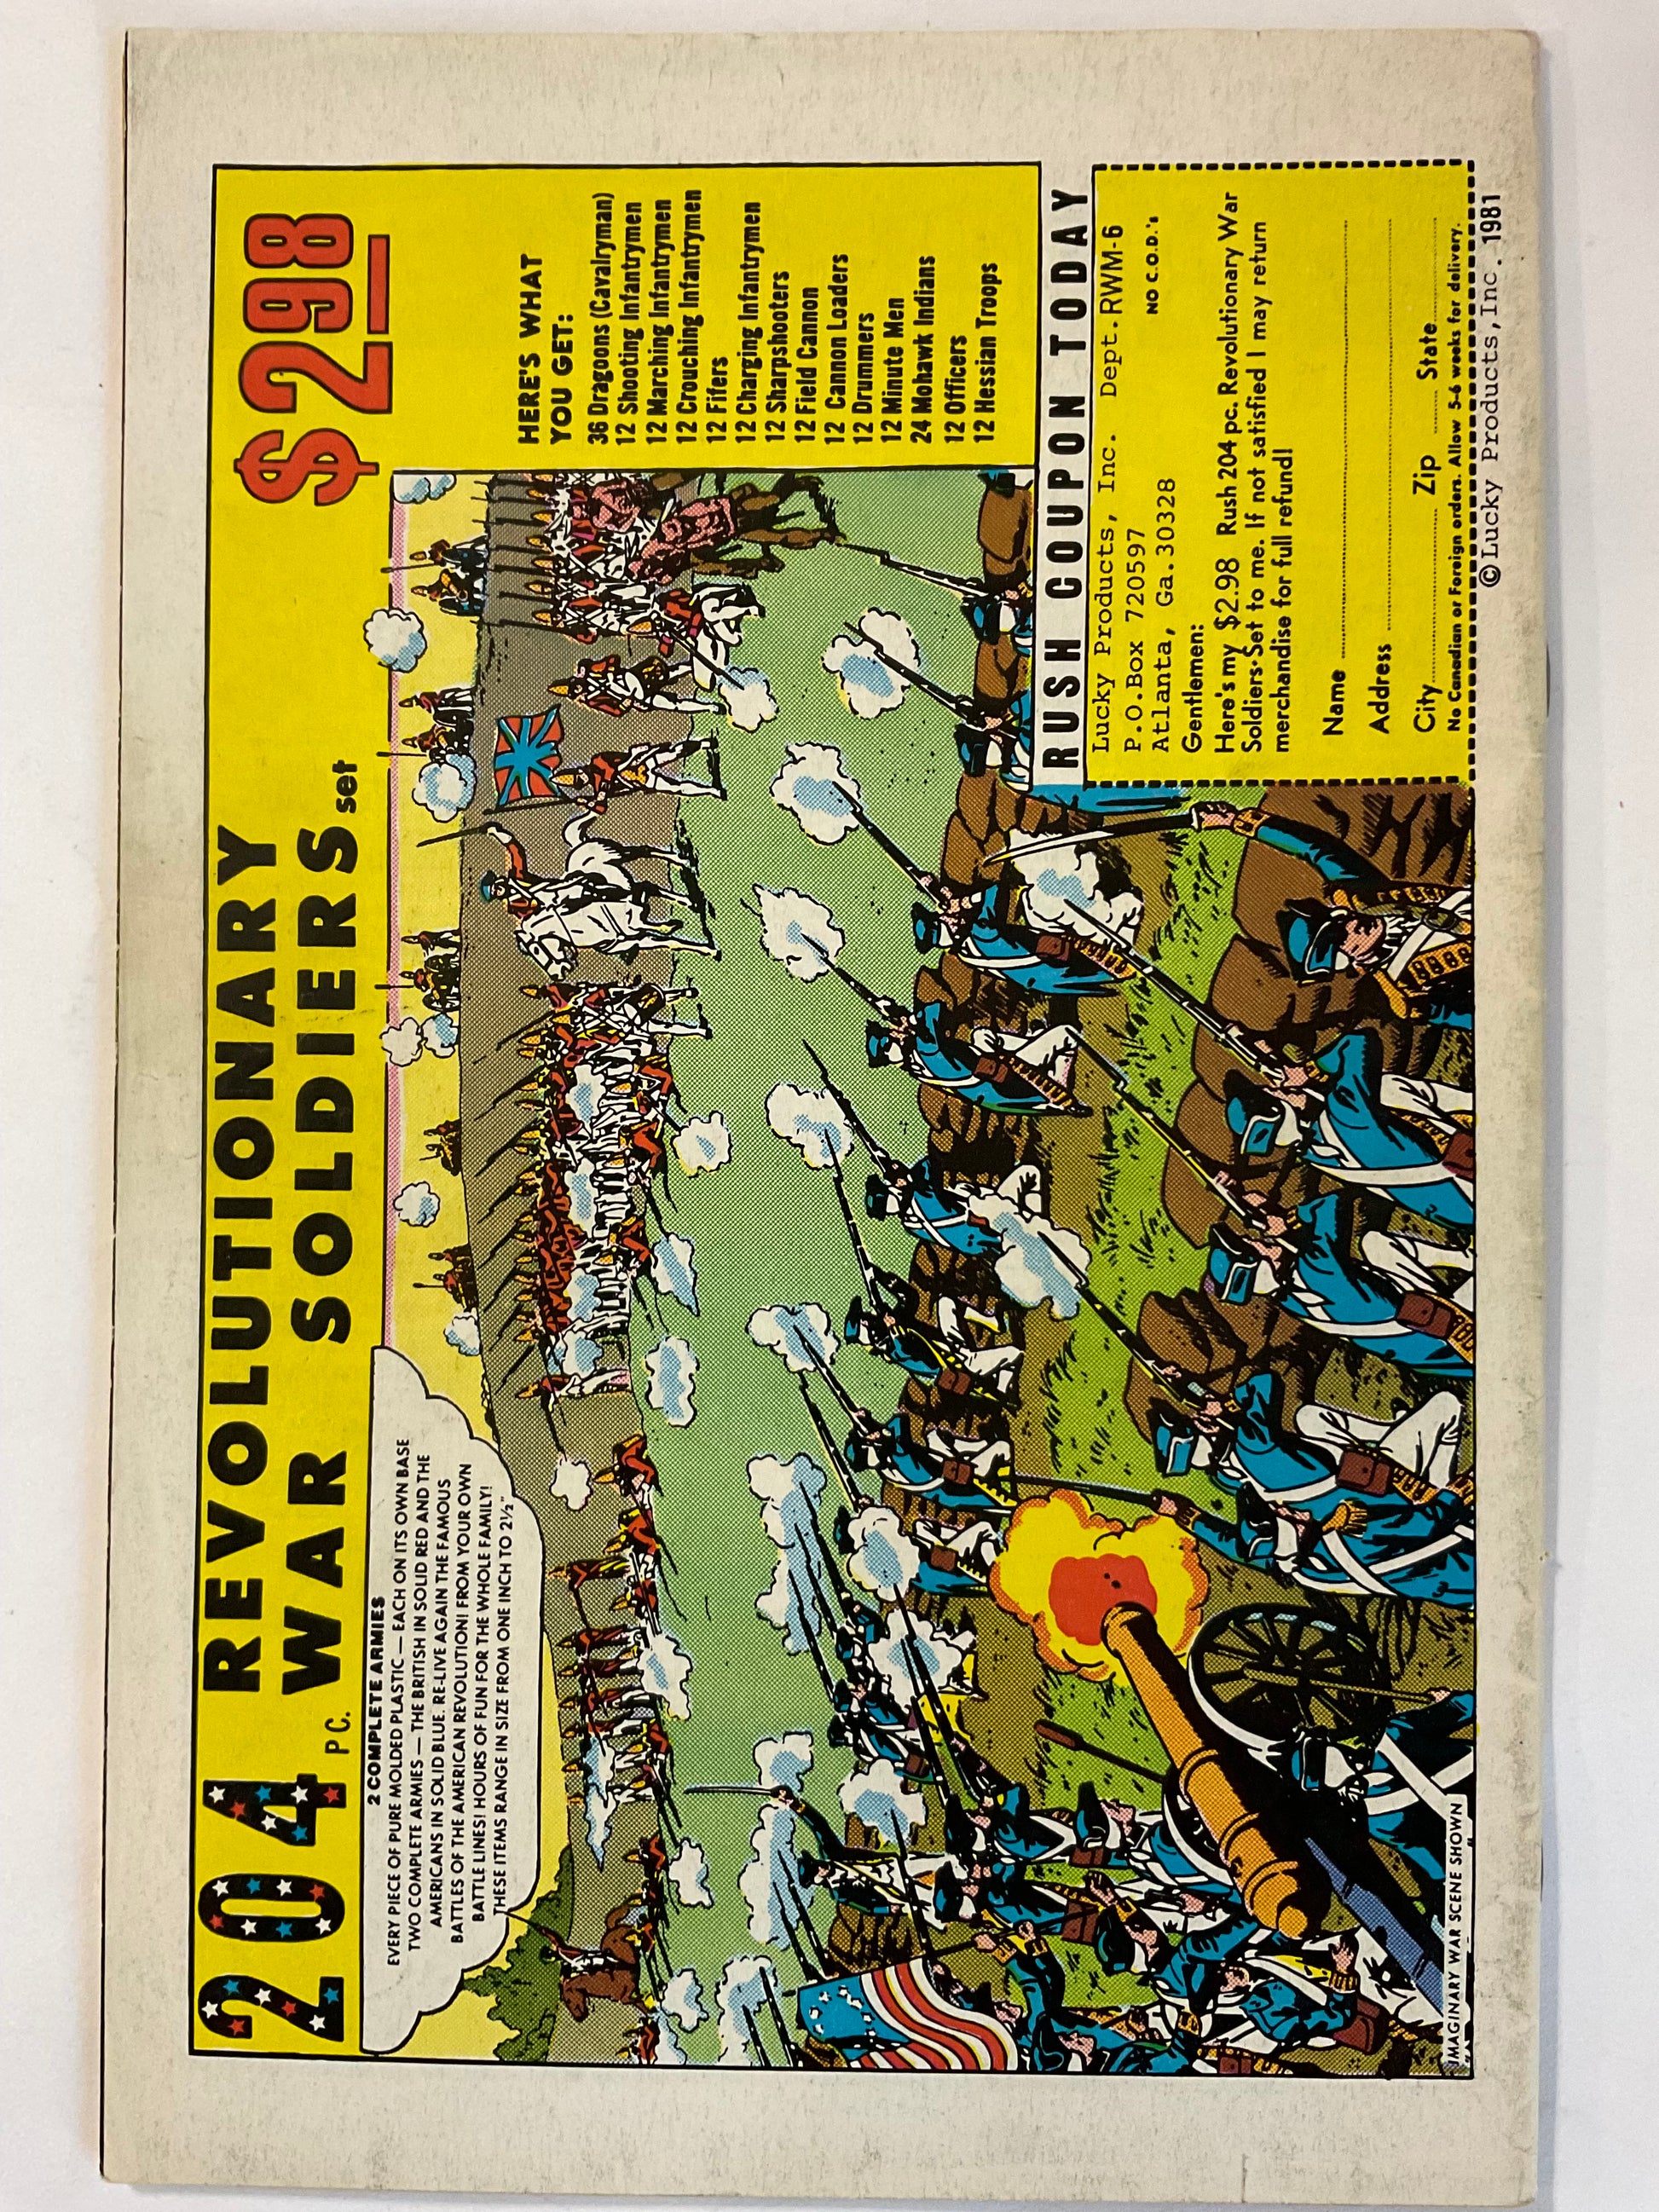 204 PC. REVOLUTIONARY
WAR SOLDIERS set
$2 98
2 COMPLETE ARMIES
EVERY PIECE OF PURE MOLDED PLASTIC — EACH ON ITS OWN BASE
TWO COMPLETE ARMIES — THE BRITISH IN SOLID RED AND THE
AMERICANS IN SOLID BLUE. RE-LIVE AGAIN THE FAMOUS
BATTLES OF THE AMERICAN REVOLUTION! FROM YOUR OWN
BATTLE LINES! HOURS OF FUN FOR THE WHOLE FAMILY!
THESE ITEMS RANGE IN SIZE FROM ONE INCH TO 2½"
HERE'S WHAT
YOU GET:
36 Dragoons (Cavalryman)
12 Shooting Infantrymen
12 Marching Infantrymen
12 Crouching Infantrymen
12 Fifers
12 Charging Infantrymen
12 Sharpshooters
12 Field Cannon
12 Cannon Loaders
12 Drummers
12 Minute Men
24 Mohawk Indians
12 Officers
12 Hessian Troops
RUSH COUPON TODAY
Lucky Products, Inc. Dept. RWM-6
P.O.Box 720597
NO C.O.D.'s
Atlanta, Ga.30328
Gentlemen:
Here's my $2.98 Rush 204 pc. Revolutionary War
Soldiers·Set to me. If not satisfied I may return
merchandise for full refund!
Name
Address
City Zip State
No Canadian or Foreign orders. Allow 5-6 weeks for delivery.
IMAGINARY WAR SCENE SHOWN
©Lucky Products,Inc. 1981